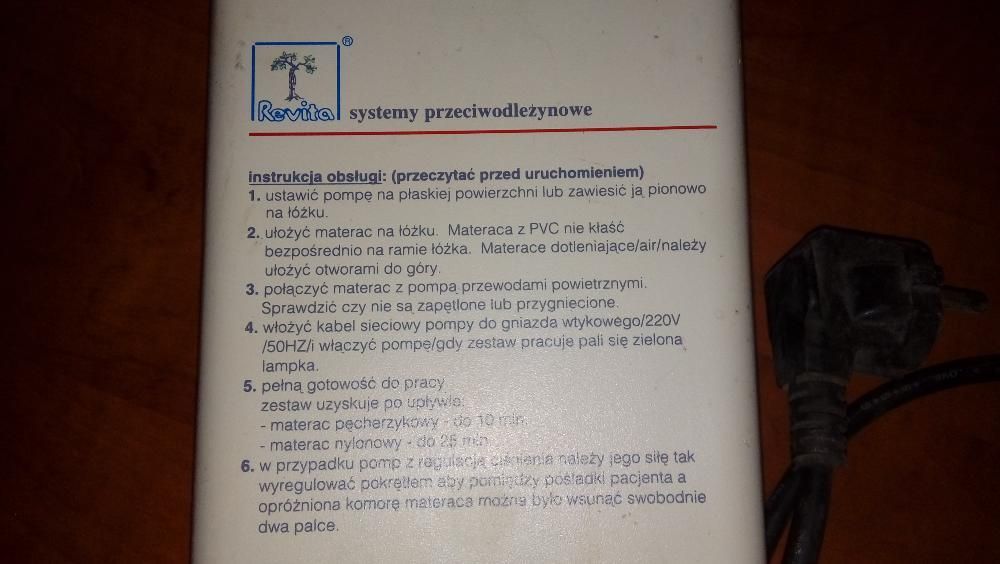 Revita ®
systemy przeciwodleżynowe
instrukcja obsługi: (przeczytać przed uruchomieniem)
1. ustawić pompę na płaskiej powierzchni lub zawiesić ją pionowo
na łóżku.
2. ułożyć materac na łóżku. Materaca z PVC nie kłaść
bezpośrednio na ramie łóżka. Materace dotleniające/air/należy
ułożyć otworami do góry.
3. połączyć materac z pompą przewodami powietrznymi.
Sprawdzić czy nie są zapętlone lub przygniecione.
4. włożyć kabel sieciowy pompy do gniazda wtykowego/220V
/50HZ/i włączyć pompę/gdy zestaw pracuje pali się zielona
lampka.
5. pełną gotowość do pracy
zestaw uzyskuje po upływie:
- materac pęcherzykowy - do 10 min.
- materac nylonowy - do 25 min.
6. w przypadku pomp z regulacją ciśnienia należy jego siłę tak
wyregulować pokrętłem aby pomiędzy pośladki pacjenta a
opróżnioną komorę materaca można było wsunąć swobodnie
dwa palce.